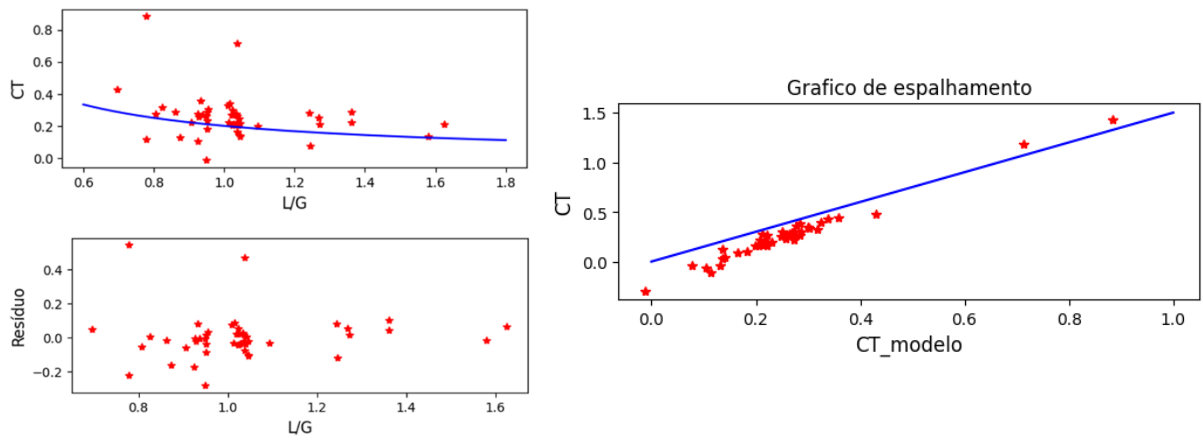 0.8
0.6
0.4
0.2
0.0
CT
0.6 0.8 1.0 1.2 1.4 1.6 1.8
L/G
0.4
0.2
0.0
−0.2
Resíduo
0.8 1.0 1.2 1.4 1.6
L/G
Grafico de espalhamento
1.5
1.0
0.5
0.0
CT
0.0 0.2 0.4 0.6 0.8 1.0
CT_modelo